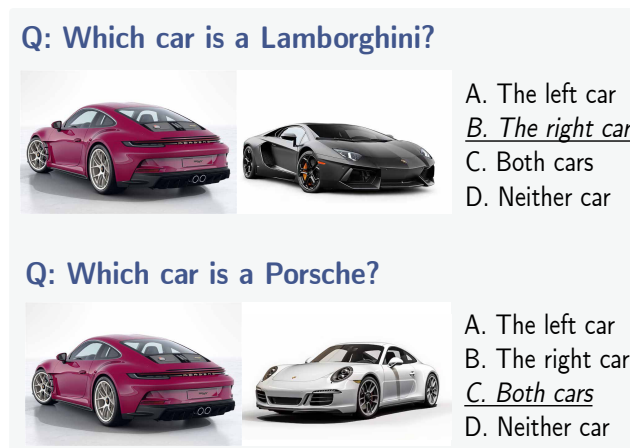 Q: Which car is a Lamborghini?
A. The left car
B. The right car
C. Both cars
D. Neither car
Q: Which car is a Porsche?
A. The left car
B. The right car
C. Both cars
D. Neither car